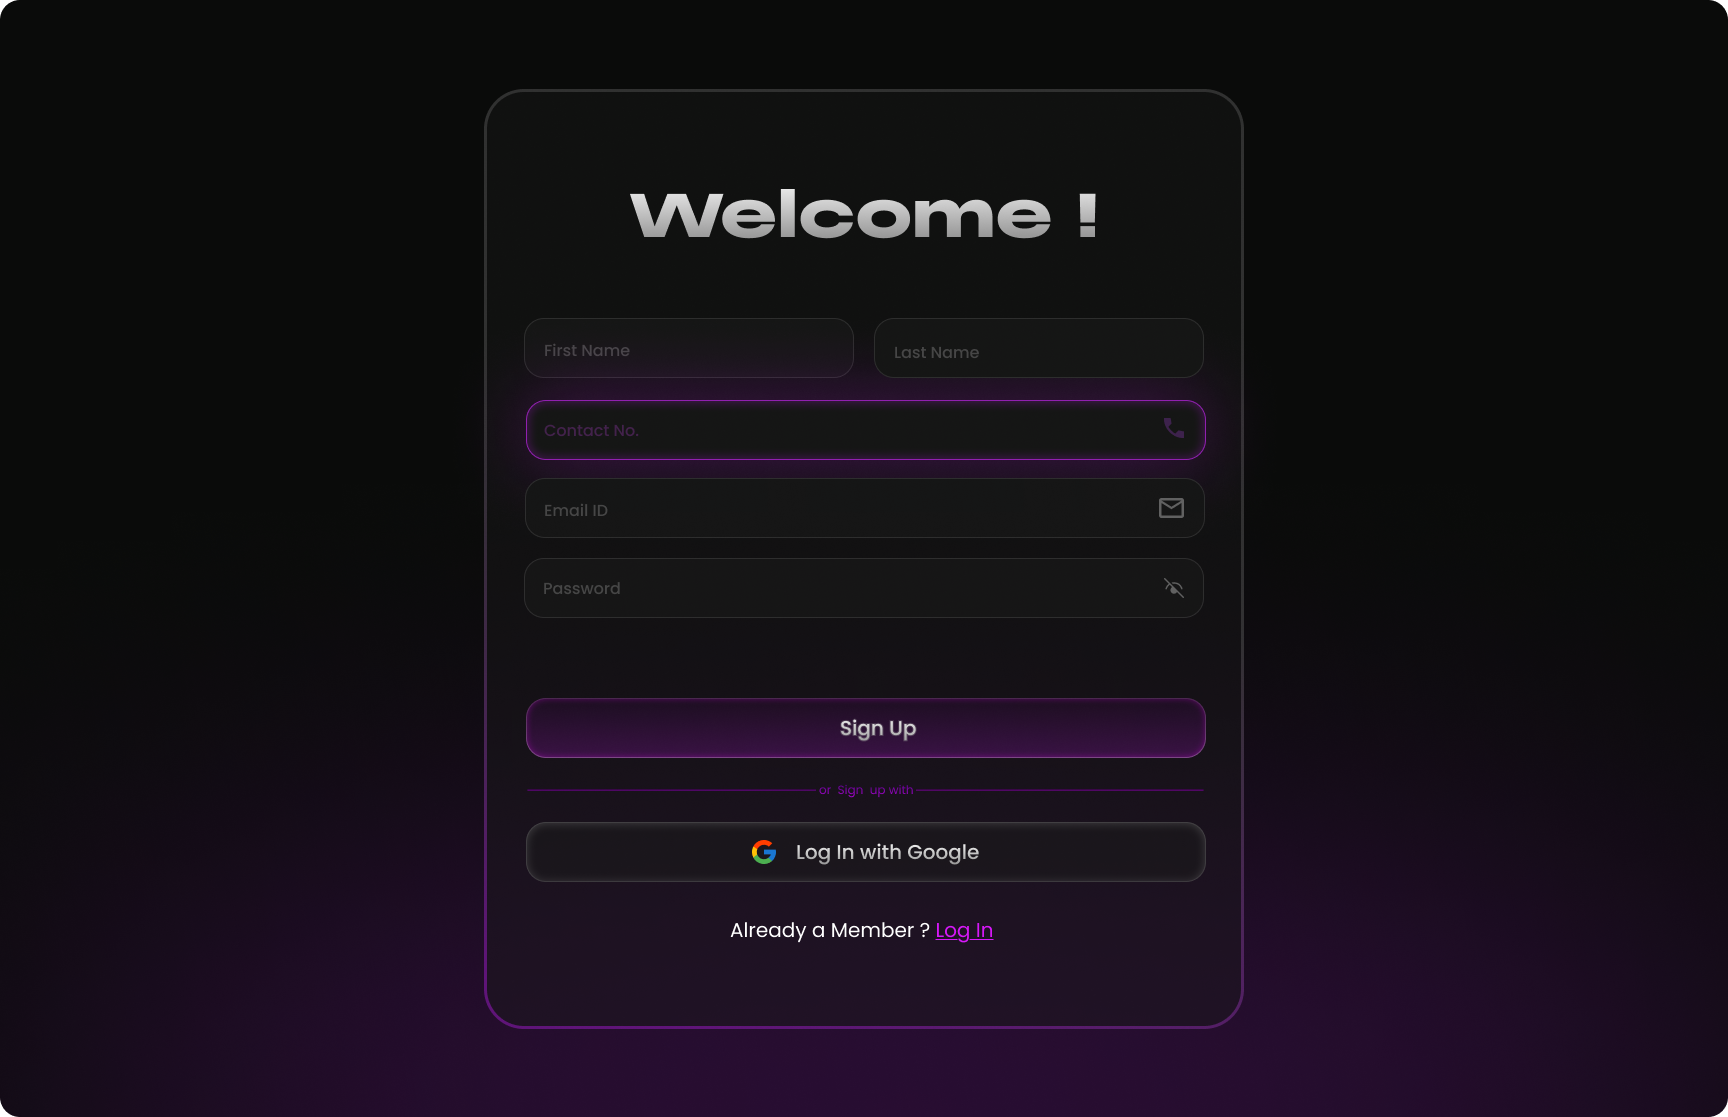 Welcome !
First Name
Last Name
Contact No.
Email ID
Password
Sign Up
or Sign up with
Log In with Google
Already a Member ? Log In